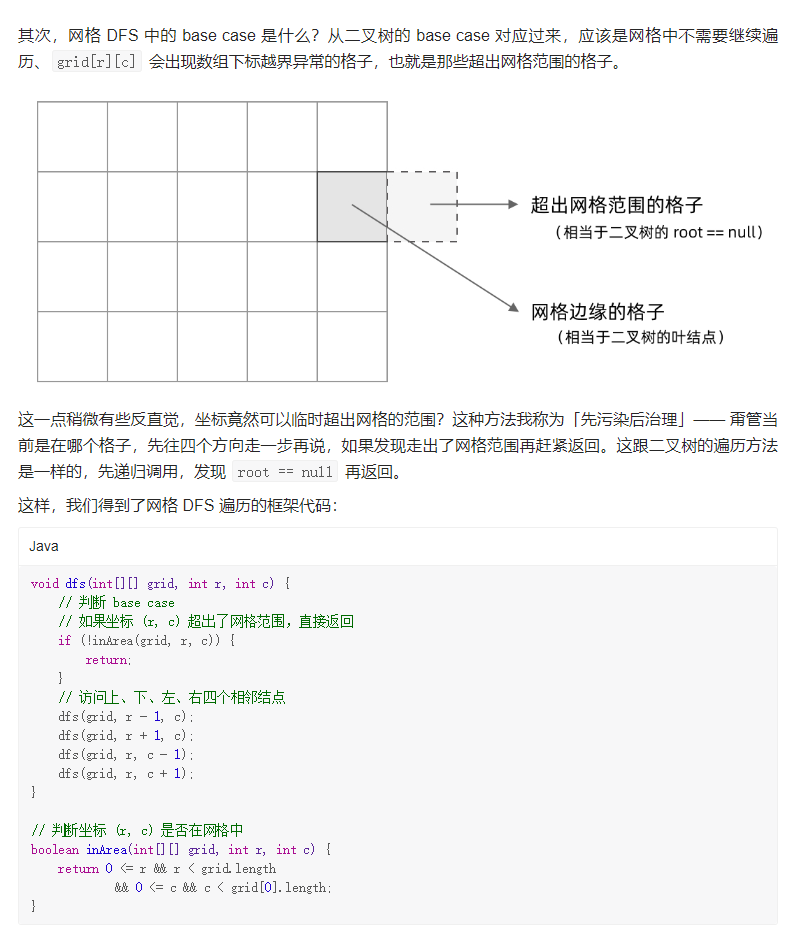 其次，网格 DFS 中的 base case 是什么？从二叉树的 base case 对应过来，应该是网格中不需要继续遍
历、 grid[r][c] 会出现数组下标越界异常的格子，也就是那些超出网格范围的格子。
超出网格范围的格子
（相当于二叉树的 root == null）
网格边缘的格子
（相当于二叉树的叶结点）
这一点稍微有些反直觉，坐标竟然可以临时超出网格的范围？这种方法我称为「先污染后治理」—— 甭管当
前是在哪个格子，先往四个方向走一步再说，如果发现走出了网格范围再赶紧返回。这跟二叉树的遍历方法
是一样的，先递归调用，发现 root == null 再返回。
这样，我们得到了网格 DFS 遍历的框架代码：
Java
void dfs(int[][] grid, int r, int c) {
    // 判断 base case
    // 如果坐标 (r, c) 超出了网格范围，直接返回
    if (!inArea(grid, r, c)) {
        return;
    }
    // 访问上、下、左、右四个相邻结点
    dfs(grid, r - 1, c);
    dfs(grid, r + 1, c);
    dfs(grid, r, c - 1);
    dfs(grid, r, c + 1);
}
// 判断坐标 (r, c) 是否在网格中
boolean inArea(int[][] grid, int r, int c) {
    return 0 <= r && r < grid.length
            && 0 <= c && c < grid[0].length;
}